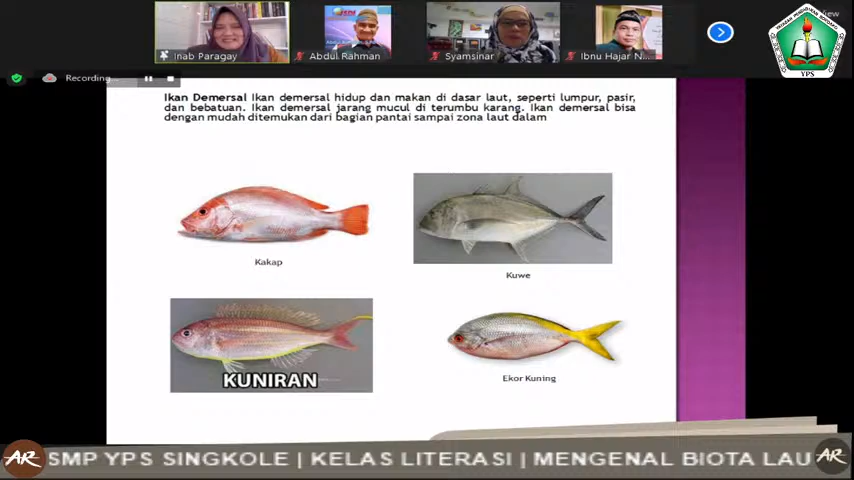 Inab Paragay
Abdul Rahman
Syamsinar
Ibnu Hajar N...
View
YPS
Recording...
Ikan Demersal Ikan demersal hidup dan makan di dasar laut, seperti lumpur, pasir,
dan bebatuan. Ikan demersal jarang mucul di terumbu karang. Ikan demersal bisa
dengan mudah ditemukan dari bagian pantai sampai zona laut dalam
Kakap
Kuwe
KUNIRAN
Ekor Kuning
AR SMP YPS SINGKOLE | KELAS LITERASI | MENGENAL BIOTA LAU AR